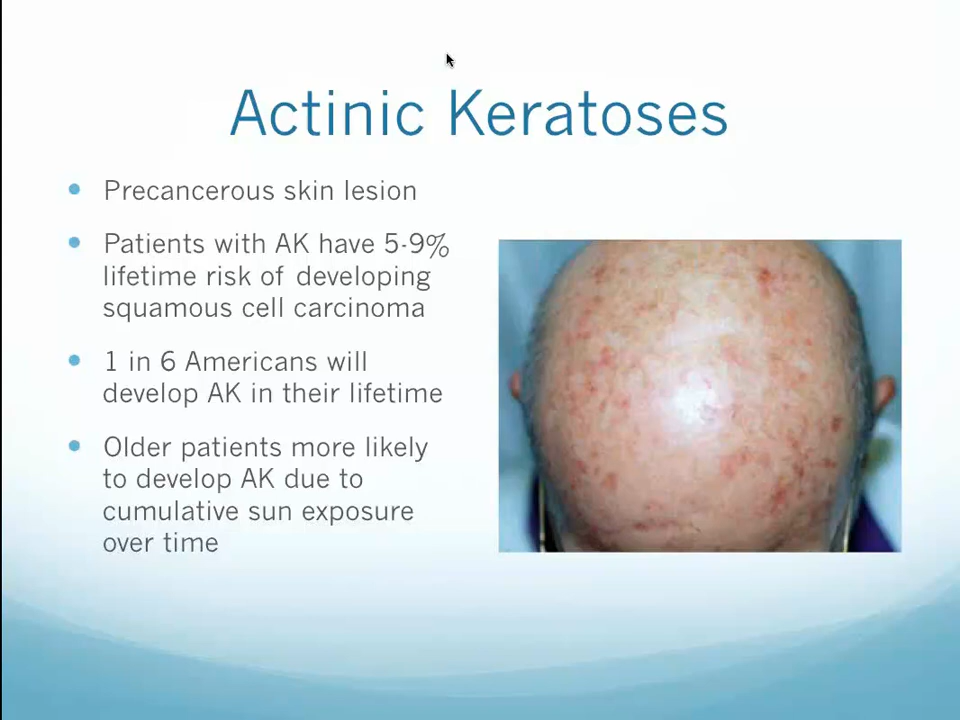 Actinic Keratoses
Precancerous skin lesion
Patients with AK have 5-9%
lifetime risk of developing
squamous cell carcinoma
1 in 6 Americans will
develop AK in their lifetime
Older patients more likely
to develop AK due to
cumulative sun exposure
over time